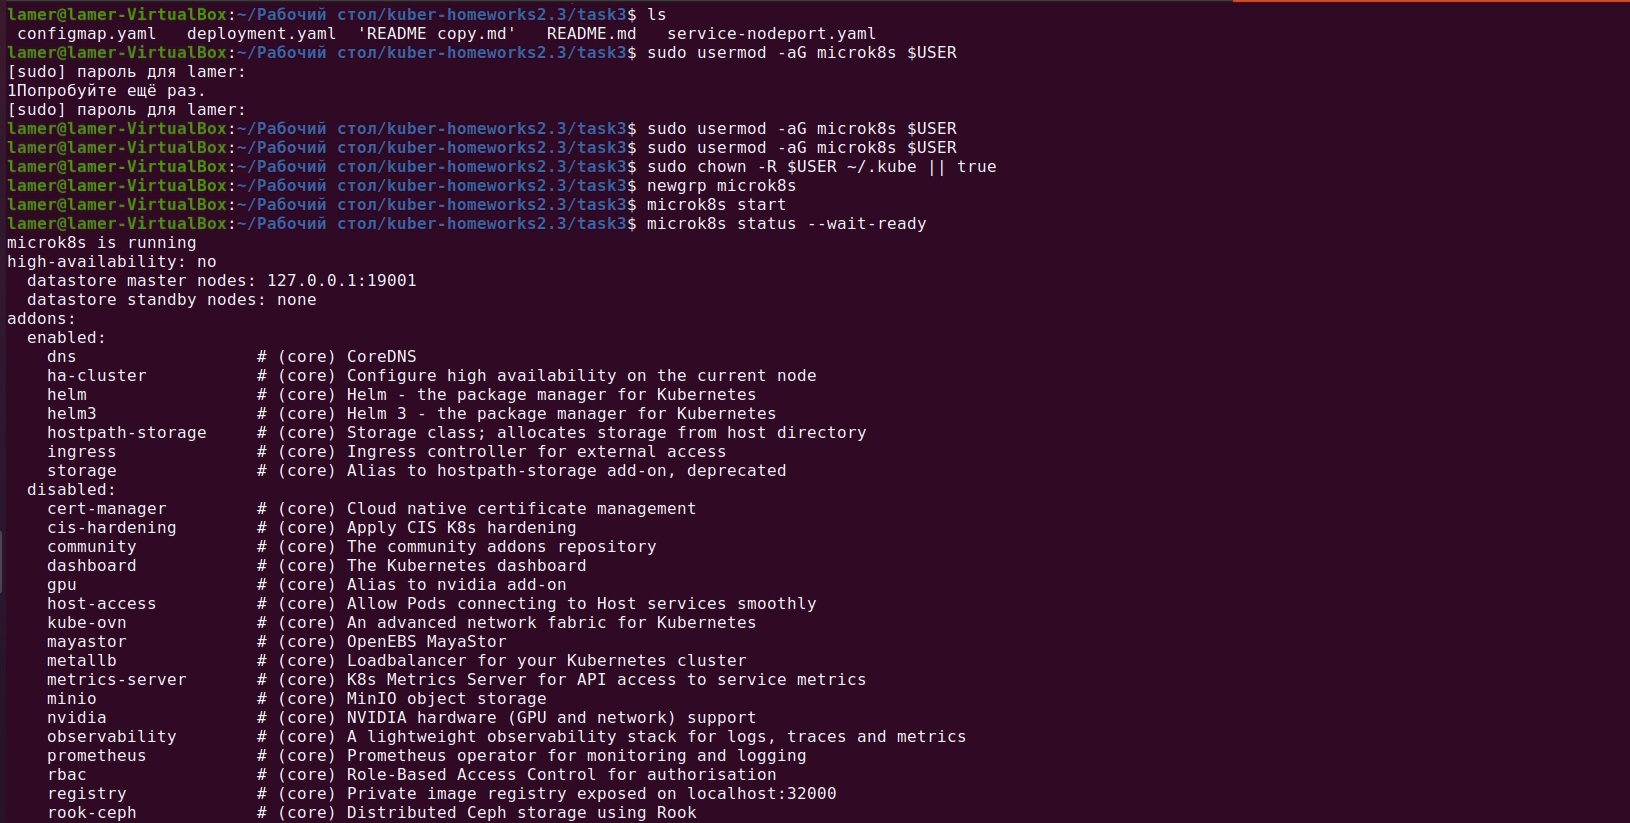 lamer@lamer-VirtualBox:~/Рабочий стол/kuber-homeworks2.3/task3$ ls
 configmap.yaml   deployment.yaml  'README copy.md'   README.md   service-nodeport.yaml
lamer@lamer-VirtualBox:~/Рабочий стол/kuber-homeworks2.3/task3$ sudo usermod -aG microk8s $USER
[sudo] пароль для lamer:
1Попробуйте ещё раз.
[sudo] пароль для lamer:
lamer@lamer-VirtualBox:~/Рабочий стол/kuber-homeworks2.3/task3$ sudo usermod -aG microk8s $USER
lamer@lamer-VirtualBox:~/Рабочий стол/kuber-homeworks2.3/task3$ sudo usermod -aG microk8s $USER
lamer@lamer-VirtualBox:~/Рабочий стол/kuber-homeworks2.3/task3$ sudo chown -R $USER ~/.kube || true
lamer@lamer-VirtualBox:~/Рабочий стол/kuber-homeworks2.3/task3$ newgrp microk8s
lamer@lamer-VirtualBox:~/Рабочий стол/kuber-homeworks2.3/task3$ microk8s start
lamer@lamer-VirtualBox:~/Рабочий стол/kuber-homeworks2.3/task3$ microk8s status --wait-ready
microk8s is running
high-availability: no
  datastore master nodes: 127.0.0.1:19001
  datastore standby nodes: none
addons:
  enabled:
    dns                  # (core) CoreDNS
    ha-cluster           # (core) Configure high availability on the current node
    helm                 # (core) Helm - the package manager for Kubernetes
    helm3                # (core) Helm 3 - the package manager for Kubernetes
    hostpath-storage     # (core) Storage class; allocates storage from host directory
    ingress              # (core) Ingress controller for external access
    storage              # (core) Alias to hostpath-storage add-on, deprecated
  disabled:
    cert-manager         # (core) Cloud native certificate management
    cis-hardening        # (core) Apply CIS K8s hardening
    community            # (core) The community addons repository
    dashboard            # (core) The Kubernetes dashboard
    gpu                  # (core) Alias to nvidia add-on
    host-access          # (core) Allow Pods connecting to Host services smoothly
    kube-ovn             # (core) An advanced network fabric for Kubernetes
    mayastor             # (core) OpenEBS MayaStor
    metallb              # (core) Loadbalancer for your Kubernetes cluster
    metrics-server       # (core) K8s Metrics Server for API access to service metrics
    minio                # (core) MinIO object storage
    nvidia               # (core) NVIDIA hardware (GPU and network) support
    observability        # (core) A lightweight observability stack for logs, traces and metrics
    prometheus           # (core) Prometheus operator for monitoring and logging
    rbac                 # (core) Role-Based Access Control for authorisation
    registry             # (core) Private image registry exposed on localhost:32000
    rook-ceph            # (core) Distributed Ceph storage using Rook